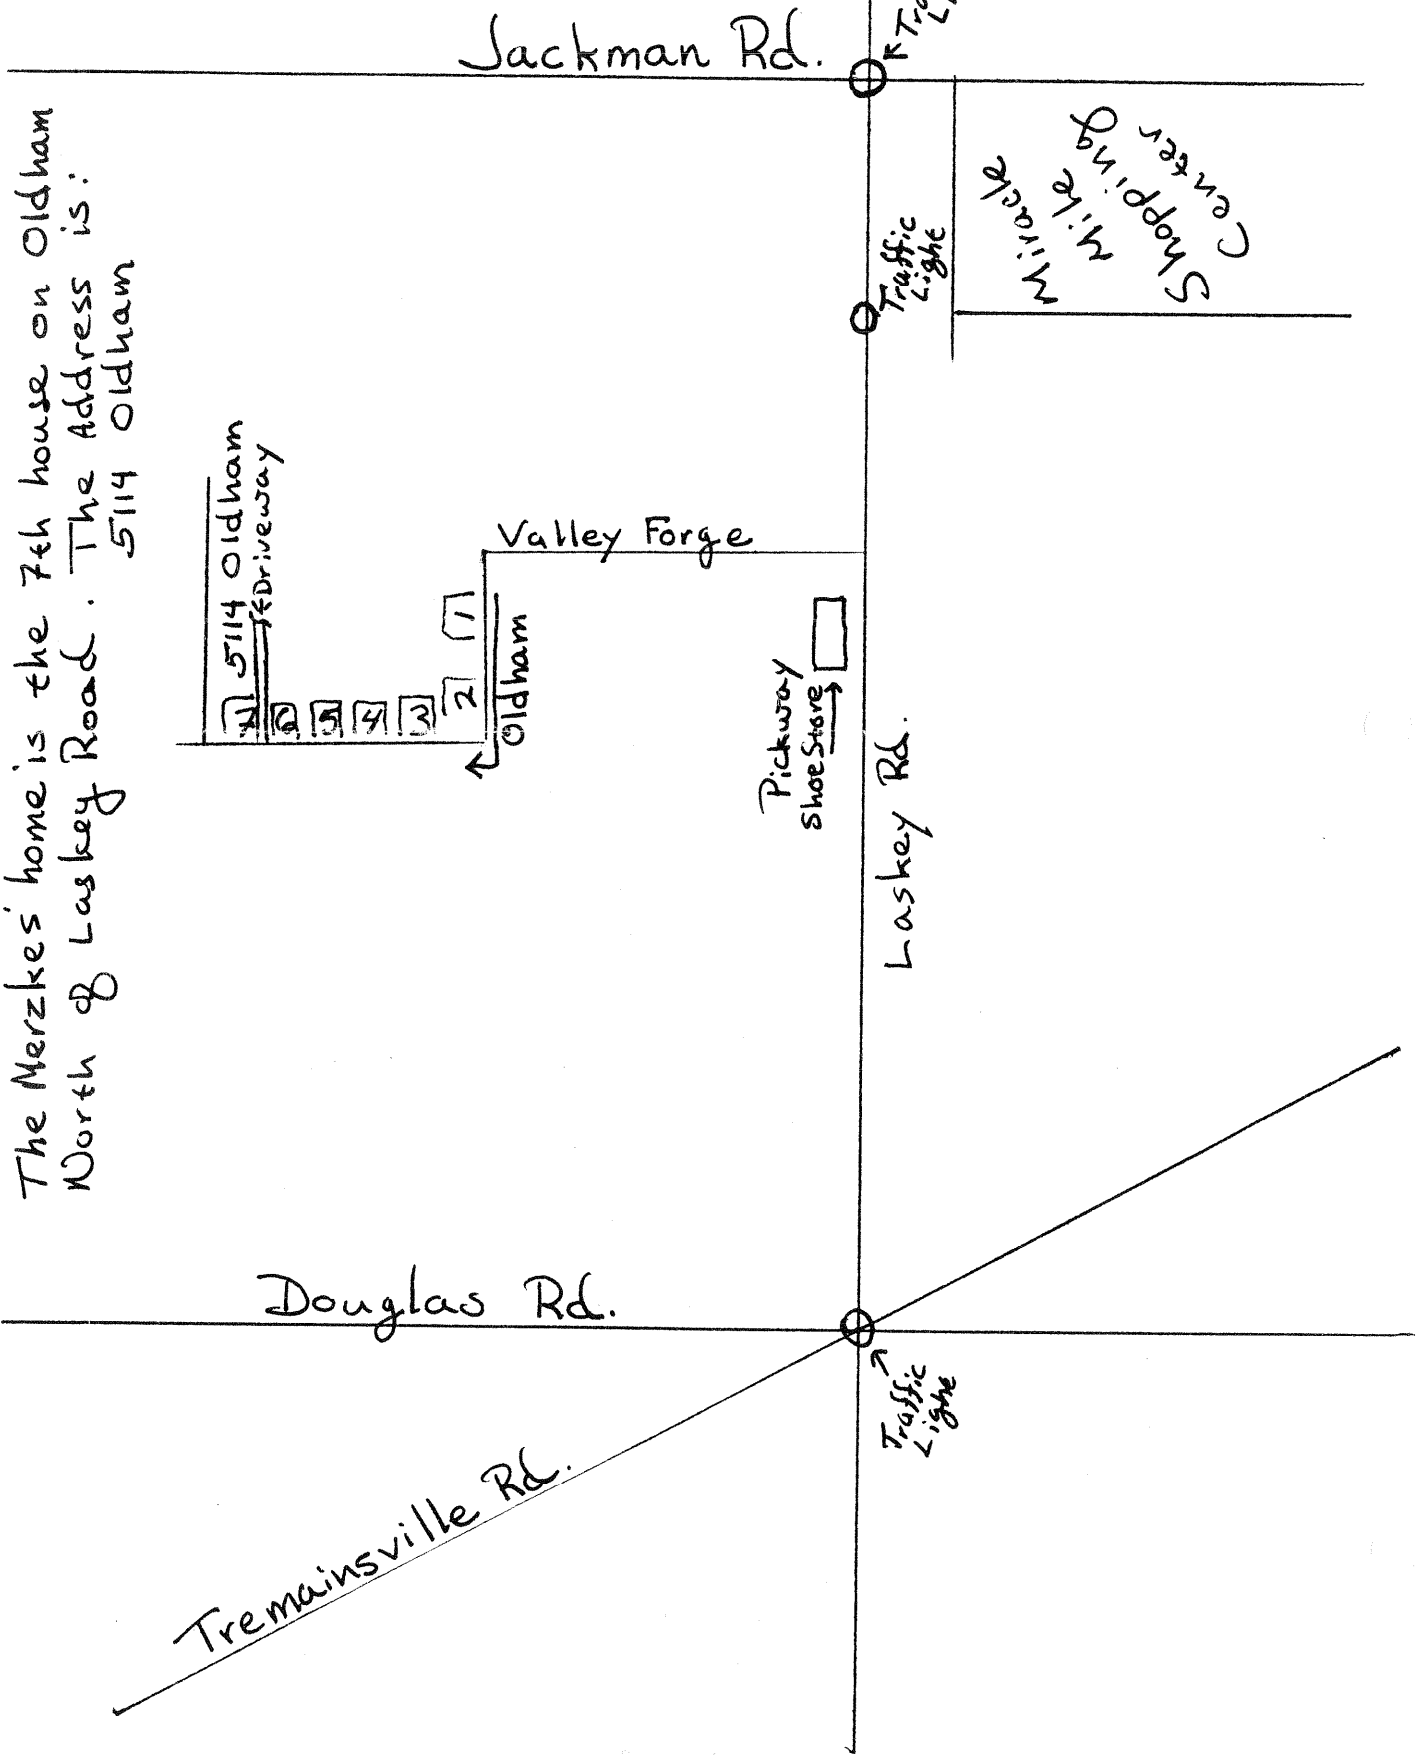 Jackman Rd.
The Merzkes' home is the 7th house on Oldham
North of Laskey Road. The Address is:
5114 Oldham
Miracle
Mile
Shopping
Center
Traffic
Light
5114 Oldham
Driveway
Valley Forge
1
2
3
4
5
6
7
Oldham
Pickway
Shoe Store
Laskey Rd.
Douglas Rd.
Traffic
Light
Tremainsville Rd.